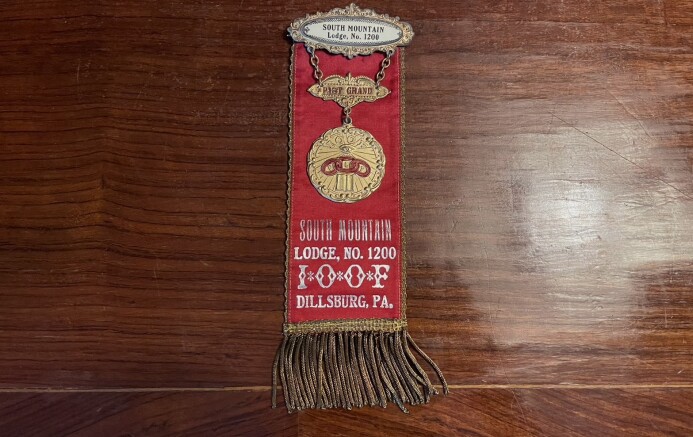 SOUTH MOUNTAIN
Lodge, No. 1200
PAST GRAND
F L T
SOUTH MOUNTAIN
LODGE, NO. 1200
I*O*O*F
DILLSBURG, PA.